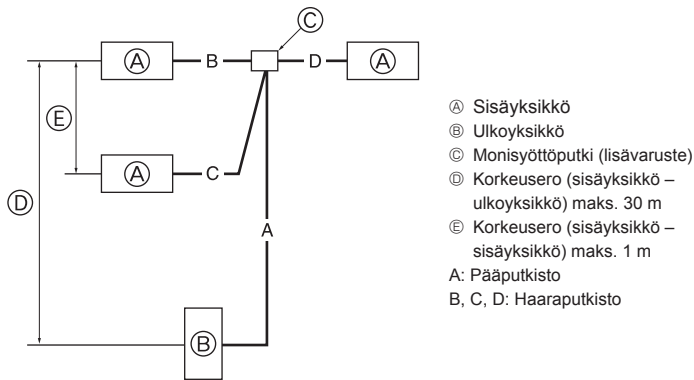 Ⓒ
Ⓐ B D Ⓐ
Ⓔ
Ⓐ C
Ⓓ
A
Ⓑ
Ⓐ Sisäyksikkö
Ⓑ Ulkoyksikkö
Ⓒ Monisyöttöputki (lisävaruste)
Ⓓ Korkeusero (sisäyksikkö –
ulkoyksikkö) maks. 30 m
Ⓔ Korkeusero (sisäyksikkö –
sisäyksikkö) maks. 1 m
A: Pääputkisto
B, C, D: Haaraputkisto